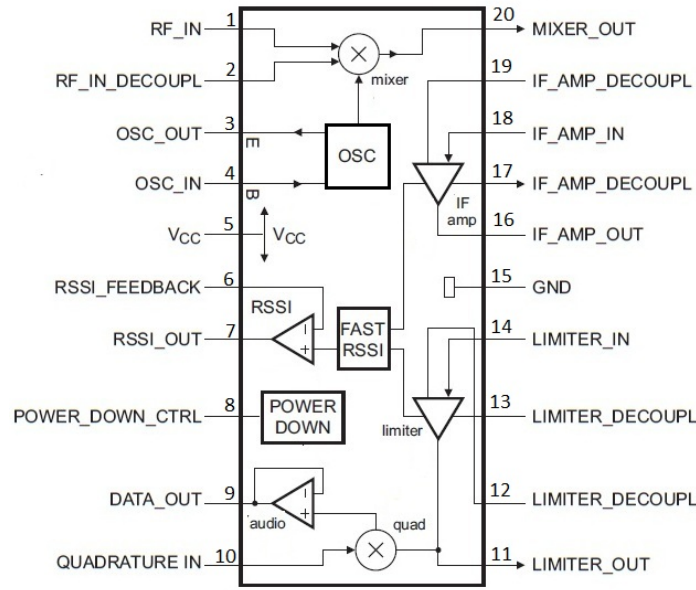 1
RF_IN
2
RF_IN_DECOUPL
3
OSC_OUT
E
4
OSC_IN
B
5
VCC
VCC
6
RSSI_FEEDBACK
RSSI
7
RSSI_OUT
8
POWER_DOWN_CTRL
9
DATA_OUT
audio
10
QUADRATURE IN
mixer
OSC
IF
amp
FAST
RSSI
POWER
DOWN
limiter
quad
20
MIXER_OUT
19
IF_AMP_DECOUPL
18
IF_AMP_IN
17
IF_AMP_DECOUPL
16
IF_AMP_OUT
15
GND
14
LIMITER_IN
13
LIMITER_DECOUPL
12
LIMITER_DECOUPL
11
LIMITER_OUT